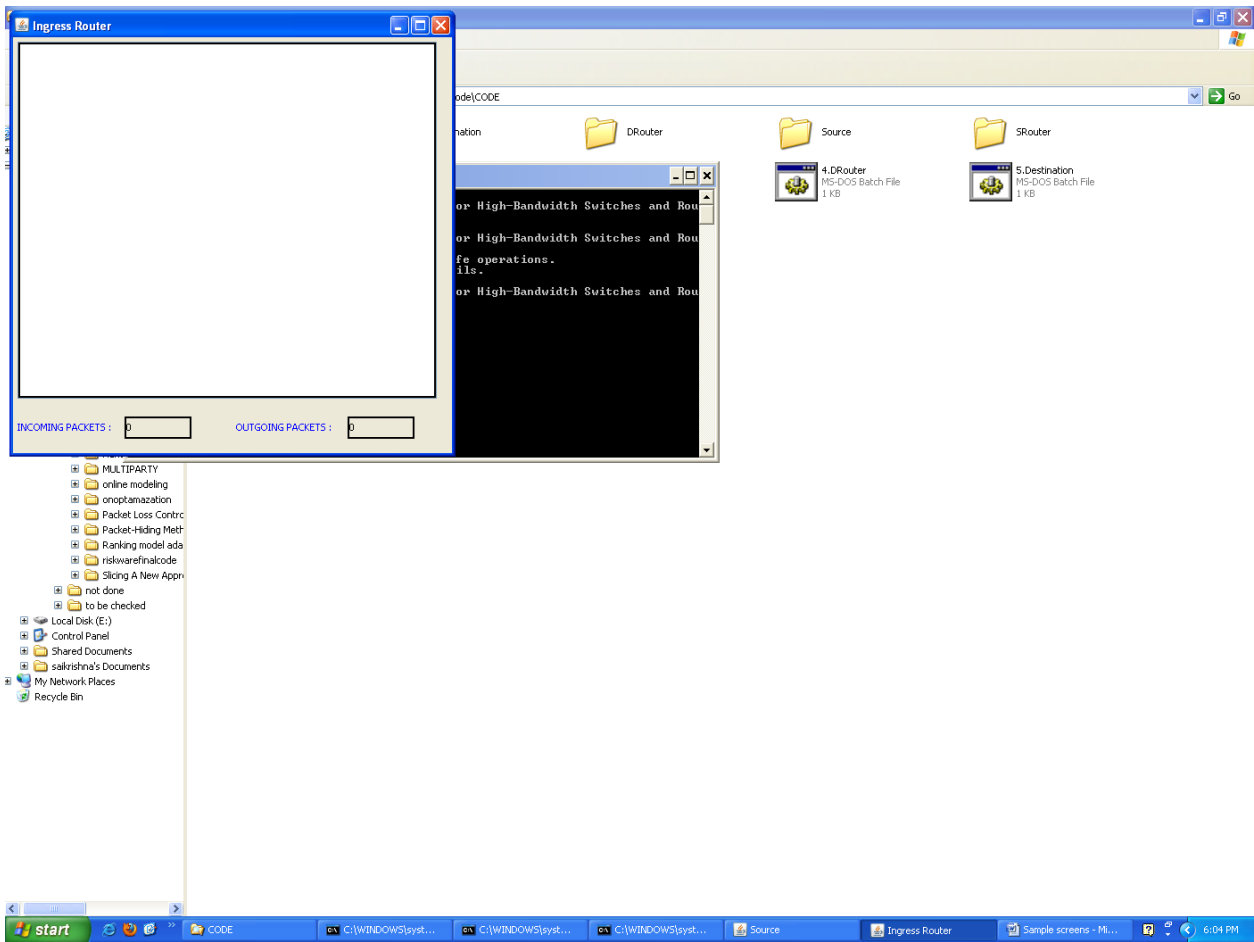 Ingress Router
ode\CODE
Go
nation
DRouter
Source
SRouter
4.DRouter
MS-DOS Batch File
1 KB
5.Destination
MS-DOS Batch File
1 KB
or High-Bandwidth Switches and Rou
or High-Bandwidth Switches and Rou
fe operations.
ils.
or High-Bandwidth Switches and Rou
INCOMING PACKETS : 0
OUTGOING PACKETS : 0
MULTIPARTY
online modeling
onoptamazation
Packet Loss Contrc
Packet-Hiding Meth
Ranking model ada
riskwarefinalcode
Slicing A New Appro
not done
to be checked
Local Disk (E:)
Control Panel
Shared Documents
saikrishna's Documents
My Network Places
Recycle Bin
start
CODE
C:\WINDOWS\syst...
C:\WINDOWS\syst...
C:\WINDOWS\syst...
Source
Ingress Router
Sample screens - Mi...
6:04 PM